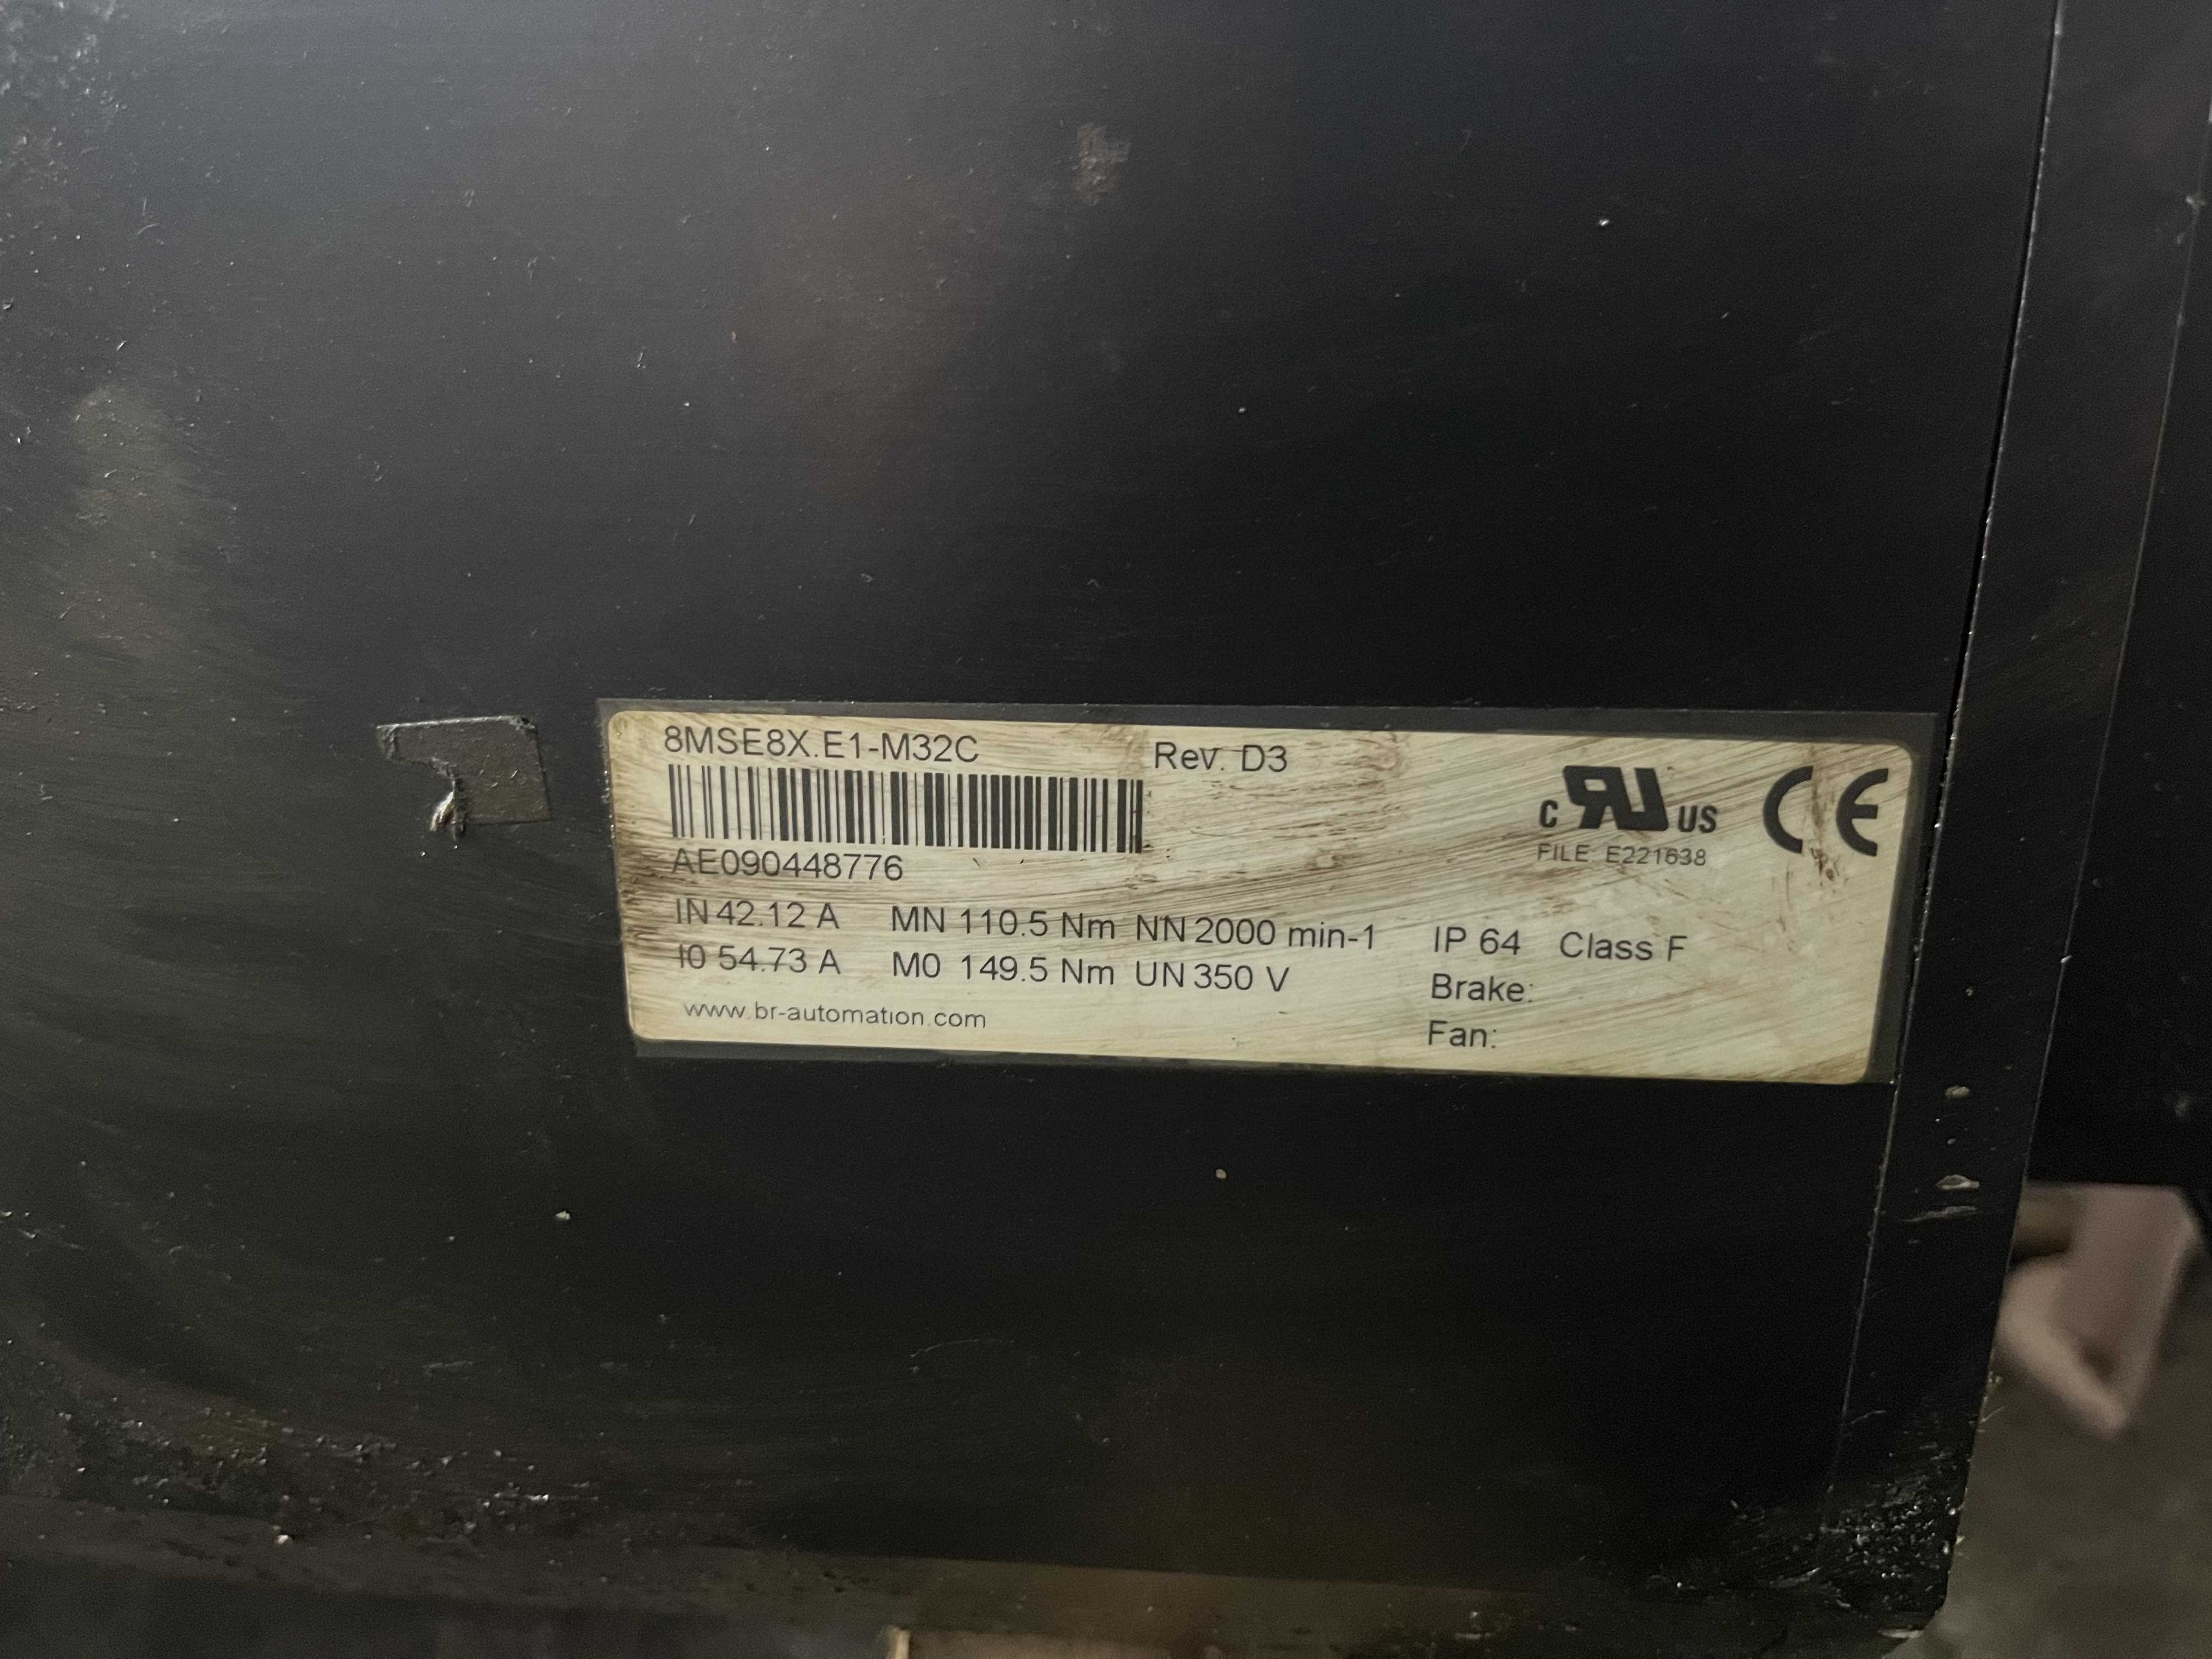 8MSE8X.E1-M32C Rev. D3
c RU US CE
AE090448776
FILE E221638
IN 42.12 A MN 110.5 Nm NN 2000 min-1 IP 64 Class F
I0 54.73 A M0 149.5 Nm UN 350 V Brake:
www.br-automation.com Fan: